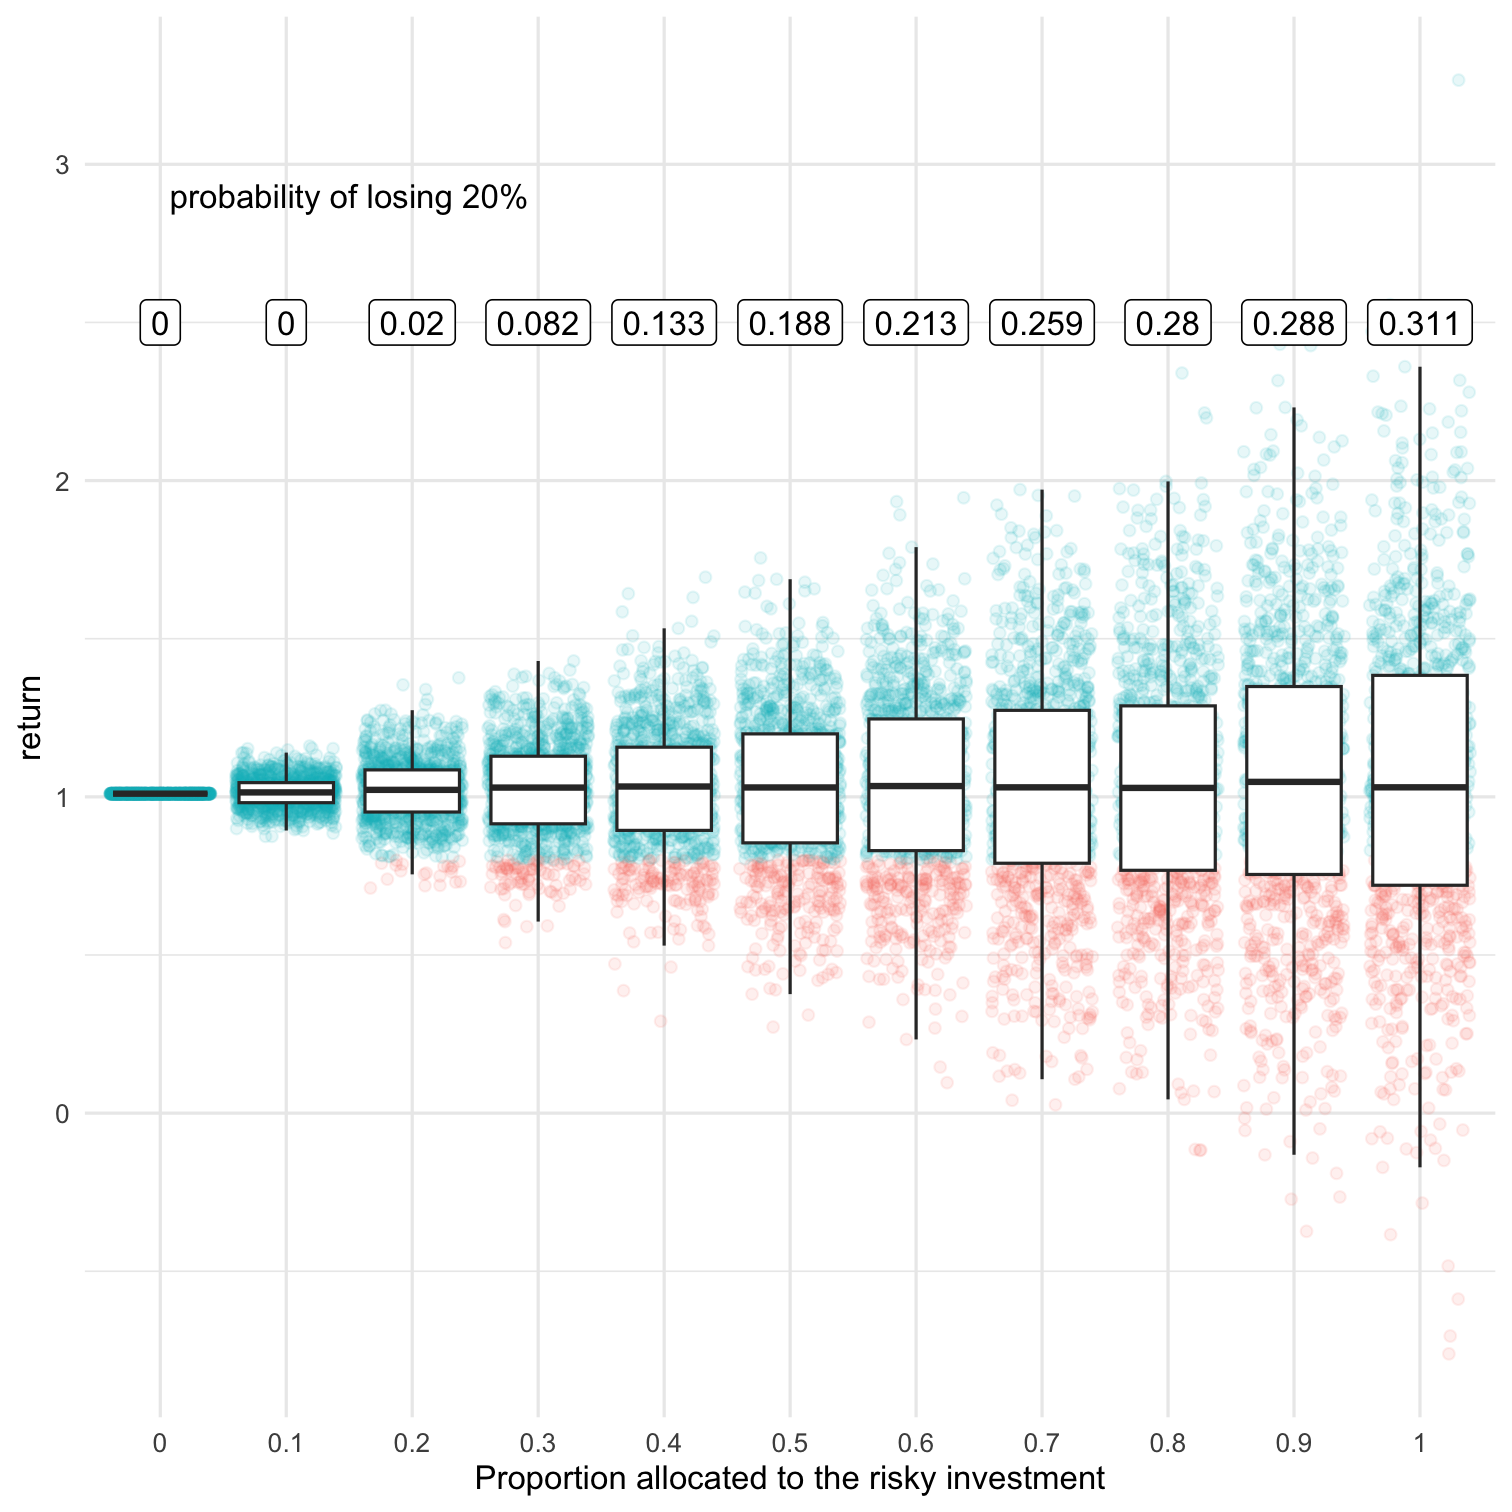 3
probability of losing 20%
0 0 0.02 0.082 0.133 0.188 0.213 0.259 0.28 0.288 0.311
2
return
1
0
0 0.1 0.2 0.3 0.4 0.5 0.6 0.7 0.8 0.9 1
Proportion allocated to the risky investment